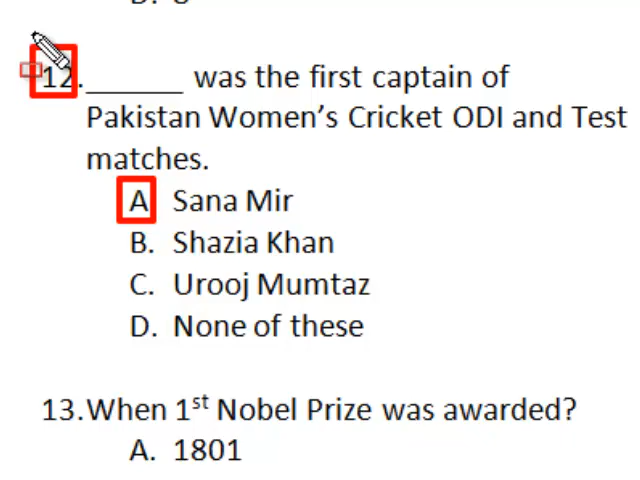 12.______ was the first captain of
Pakistan Women's Cricket ODI and Test
matches.
A Sana Mir
B. Shazia Khan
C. Urooj Mumtaz
D. None of these
13.When 1st Nobel Prize was awarded?
A. 1801